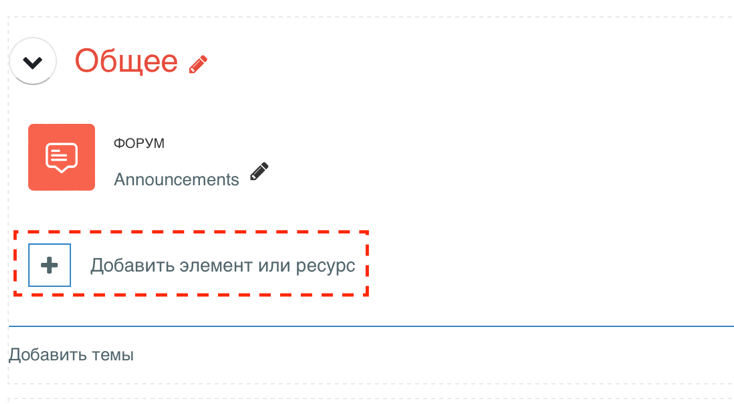 Общее
ФОРУМ
Announcements
Добавить элемент или ресурс
Добавить темы